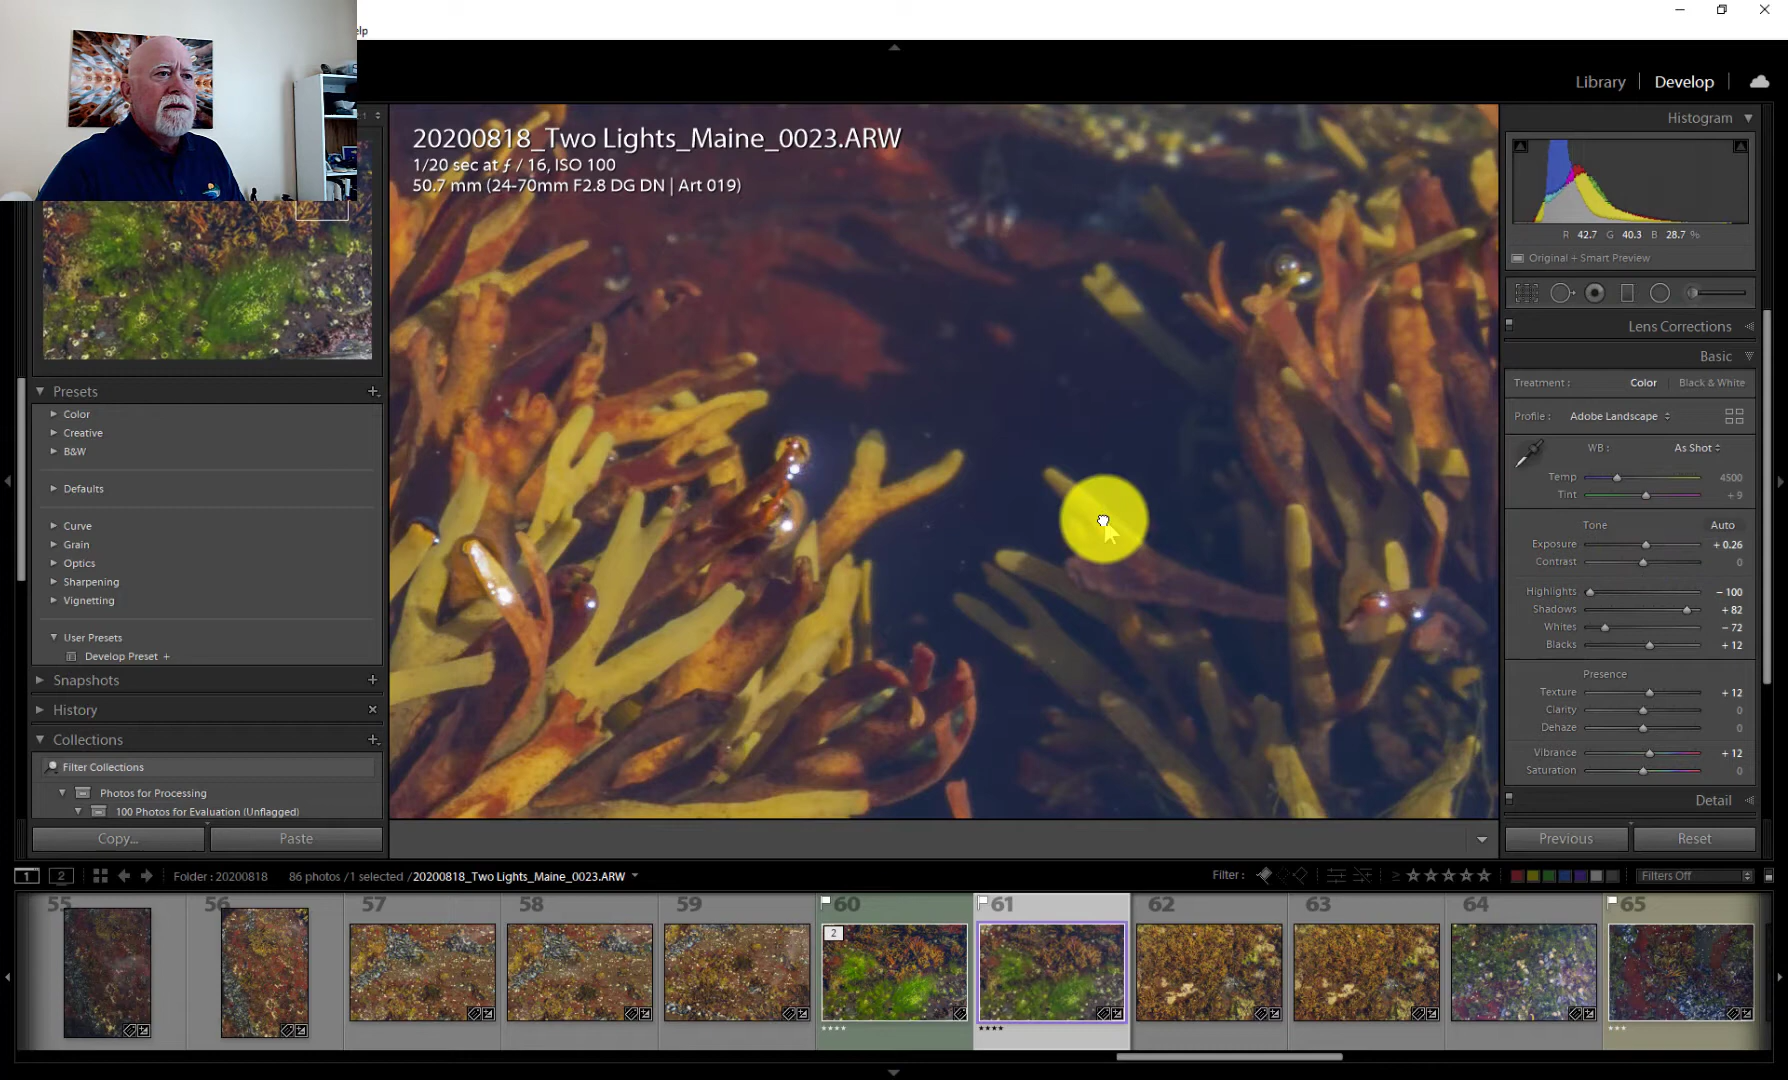 elp
Library | Develop
20200818_Two Lights_Maine_0023.ARW
1/20 sec at ƒ / 16, ISO 100
50.7 mm (24-70mm F2.8 DG DN | Art 019)
Histogram
R 42.7 G 40.3 B 28.7 %
Original + Smart Preview
Lens Corrections
Basic
Treatment : Color Black & White
Profile : Adobe Landscape
WB : As Shot
Temp 4500
Tint + 9
Tone Auto
Exposure + 0.26
Contrast 0
Highlights − 100
Shadows + 82
Whites − 72
Blacks + 12
Presence
Texture + 12
Clarity 0
Dehaze 0
Vibrance + 12
Saturation 0
Detail
Previous Reset
Presets +
Color
Creative
B&W
Defaults
Curve
Grain
Optics
Sharpening
Vignetting
User Presets
Develop Preset +
Snapshots +
History ×
Collections +
Filter Collections
Photos for Processing
100 Photos for Evaluation (Unflagged)
Copy... Paste
1 2 Folder : 20200818 86 photos /1 selected /20200818_Two Lights_Maine_0023.ARW Filter : ≥ ★★★★★ Filters Off
55 56 57 58 59 60 61 62 63 64 65
2